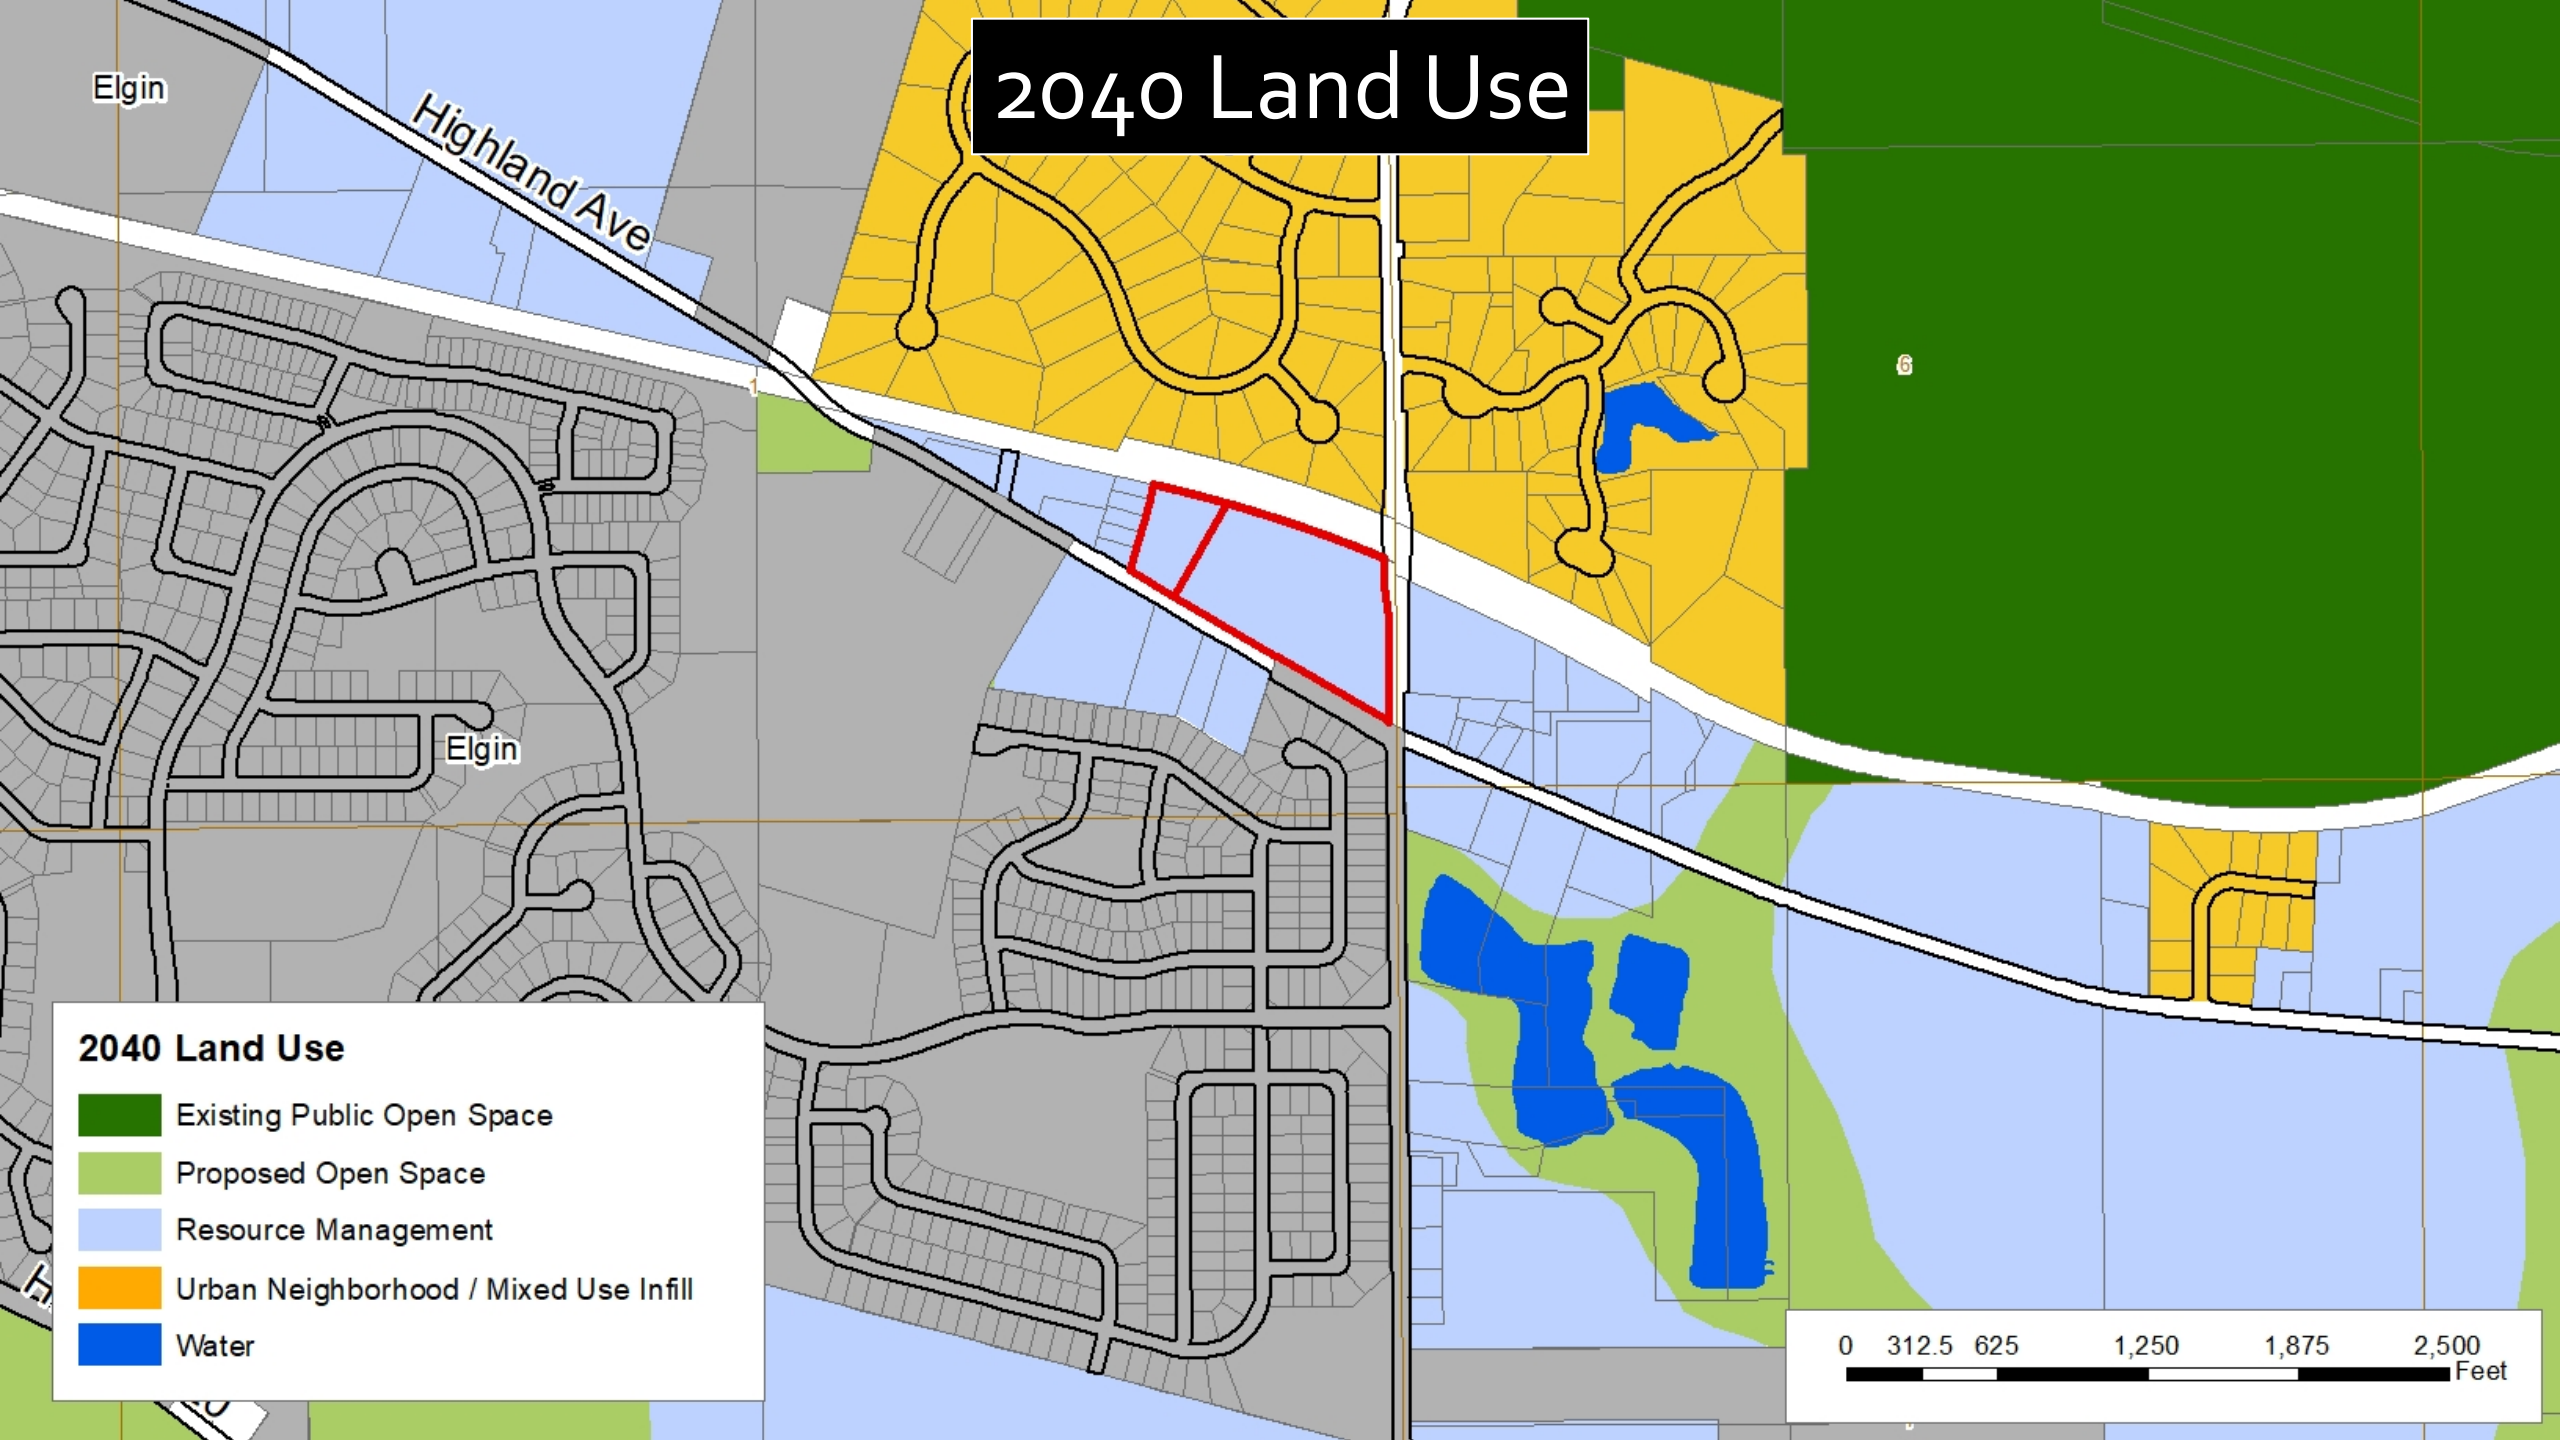 2040 Land Use
Elgin
Highland Ave
1
6
Elgin
2040 Land Use
Existing Public Open Space
Proposed Open Space
Resource Management
Urban Neighborhood / Mixed Use Infill
Water
0 312.5 625 1,250 1,875 2,500
Feet